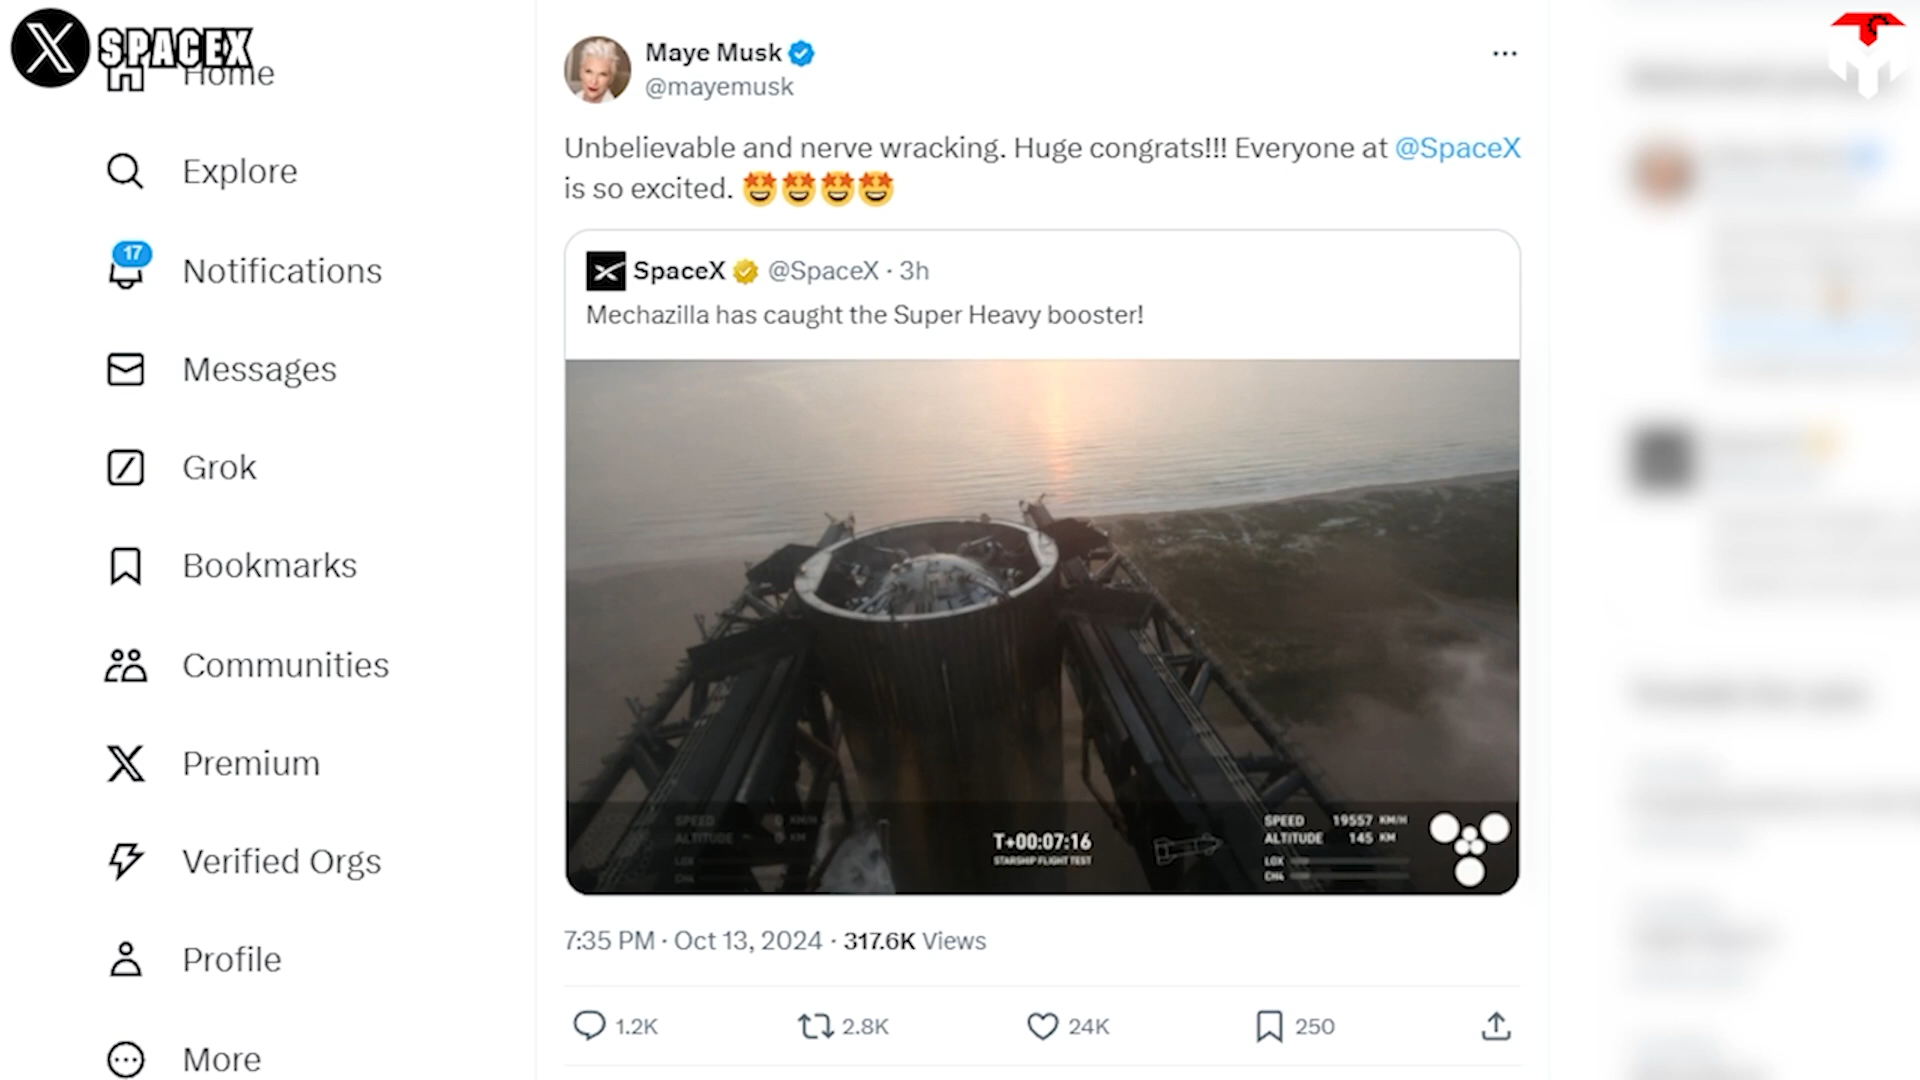 SPACEX
Home
Explore
17
Notifications
Messages
Grok
Bookmarks
Communities
Premium
Verified Orgs
Profile
More
Maye Musk
@mayemusk
Unbelievable and nerve wracking. Huge congrats!!! Everyone at @SpaceX
is so excited. 🤩🤩🤩🤩
SpaceX @SpaceX · 3h
Mechazilla has caught the Super Heavy booster!
SPEED 0 KM/H
ALTITUDE 0 KM
LOX
CH4
T+00:07:16
STARSHIP FLIGHT TEST
SPEED 19557 KM/H
ALTITUDE 145 KM
LOX
CH4
7:35 PM · Oct 13, 2024 · 317.6K Views
1.2K
2.8K
24K
250